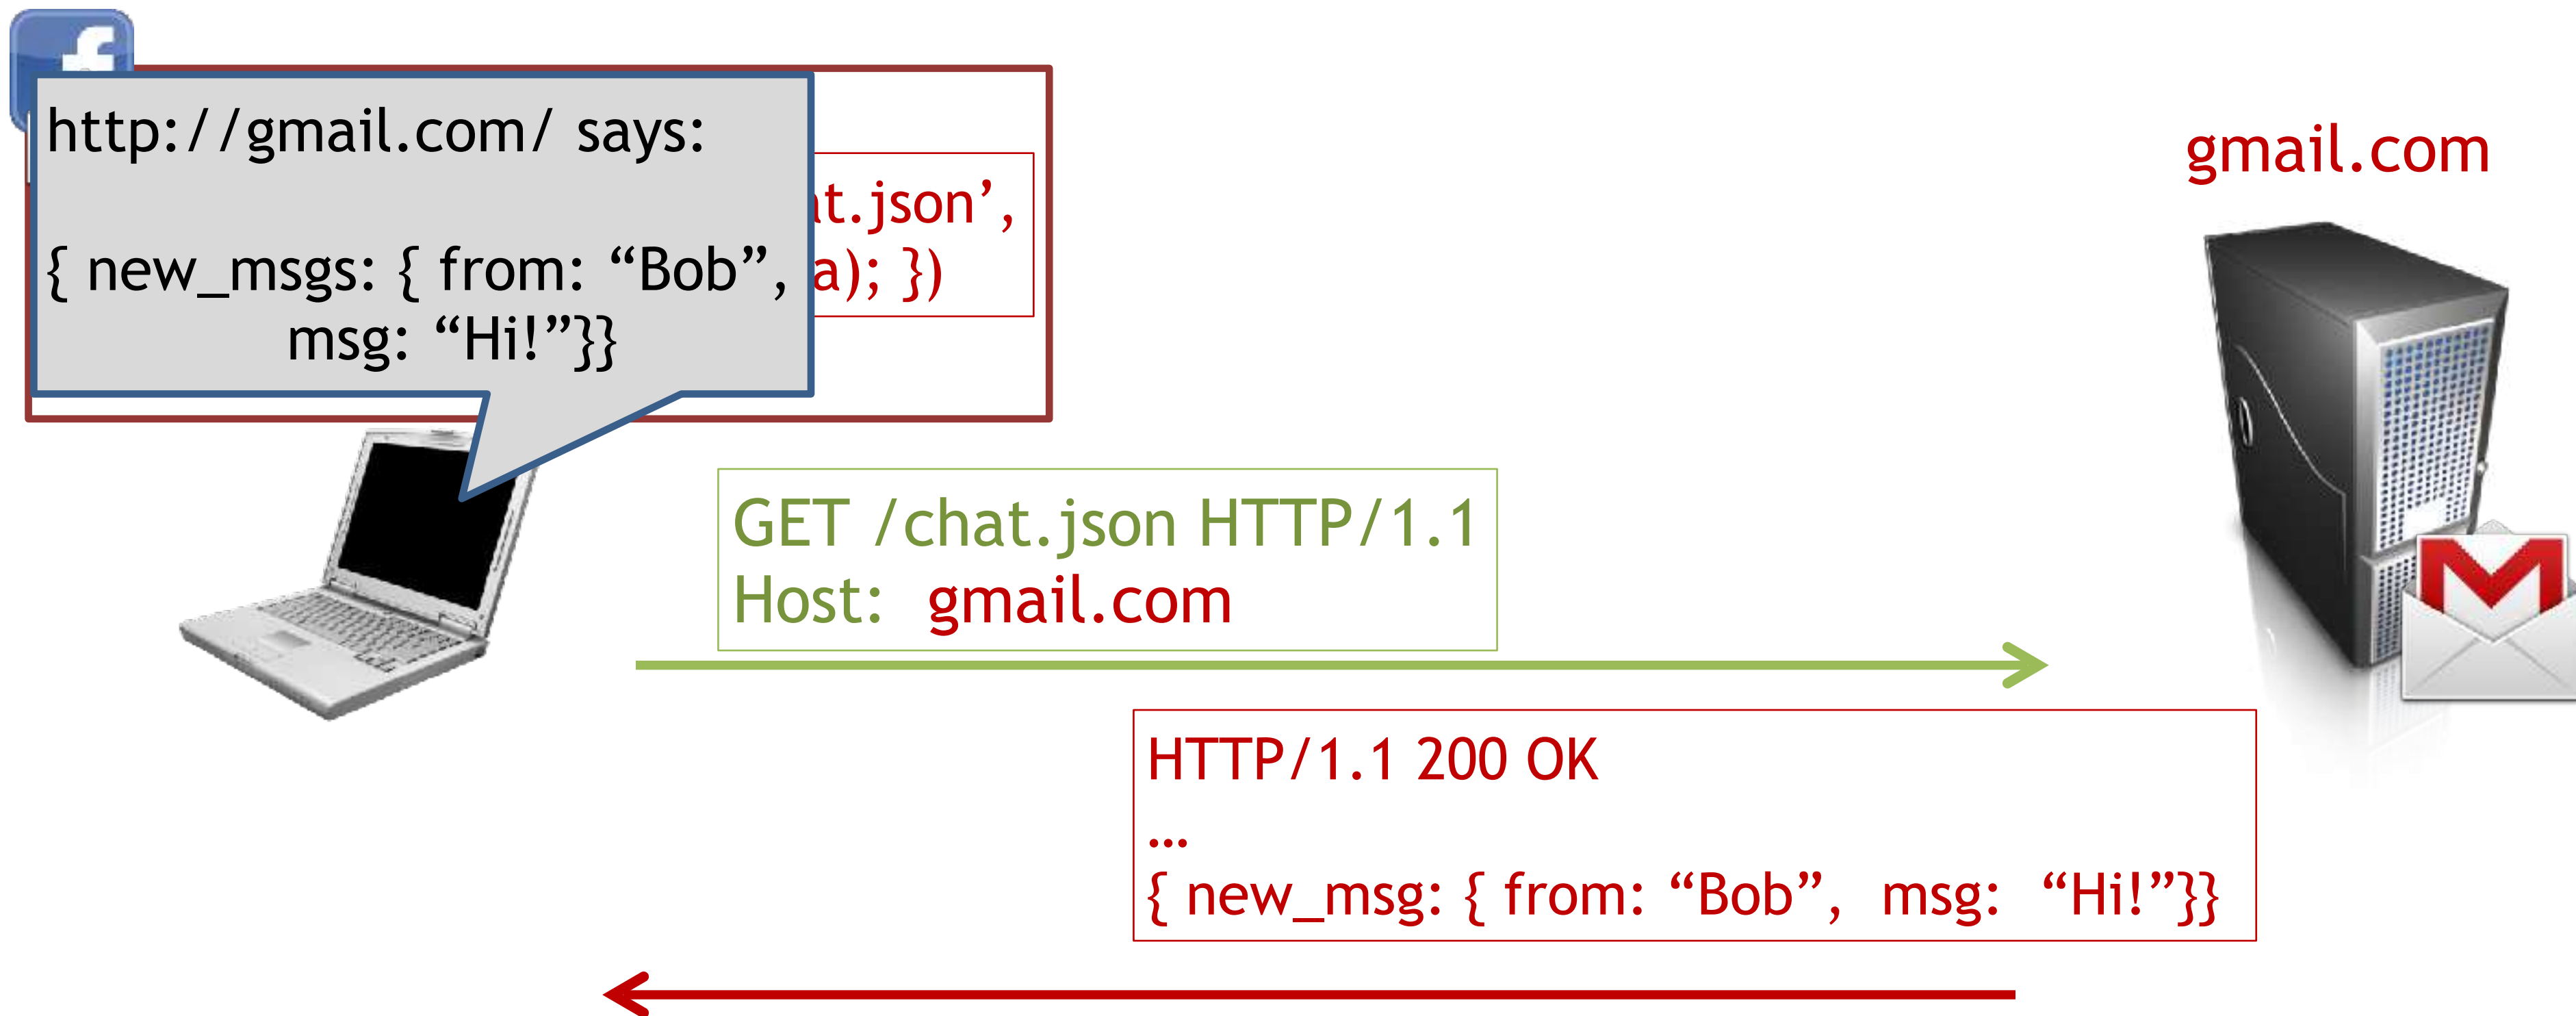 http://gmail.com/ says:
{ new_msgs: { from: “Bob”,
msg: “Hi!”}}
t.json’,
a); })
gmail.com
GET /chat.json HTTP/1.1
Host: gmail.com
HTTP/1.1 200 OK
…
{ new_msg: { from: “Bob”, msg: “Hi!”}}